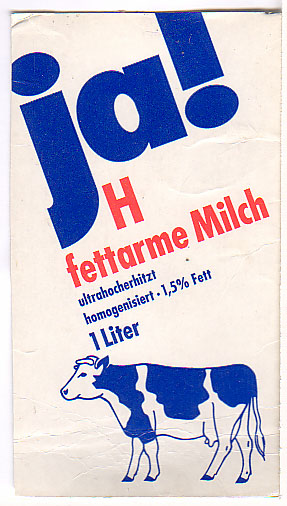 ja!
H
fettarme Milch
ultrahocherhitzt
homogenisiert · 1,5% Fett
1 Liter